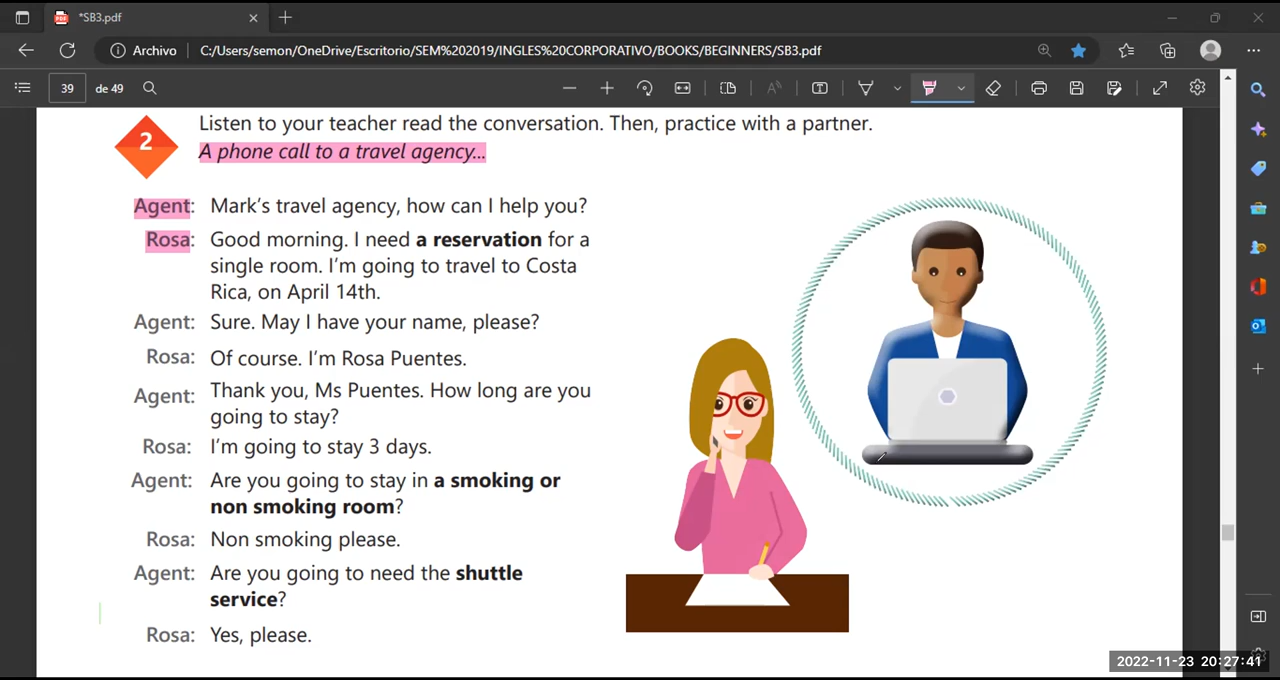 *SB3.pdf
Archivo C:/Users/semon/OneDrive/Escritorio/SEM%202019/INGLES%20CORPORATIVO/BOOKS/BEGINNERS/SB3.pdf
39 de 49
2 Listen to your teacher read the conversation. Then, practice with a partner.
A phone call to a travel agency...
Agent: Mark's travel agency, how can I help you?
Rosa: Good morning. I need a reservation for a
single room. I'm going to travel to Costa
Rica, on April 14th.
Agent: Sure. May I have your name, please?
Rosa: Of course. I'm Rosa Puentes.
Agent: Thank you, Ms Puentes. How long are you
going to stay?
Rosa: I'm going to stay 3 days.
Agent: Are you going to stay in a smoking or
non smoking room?
Rosa: Non smoking please.
Agent: Are you going to need the shuttle
service?
Rosa: Yes, please.
2022-11-23 20:27:41